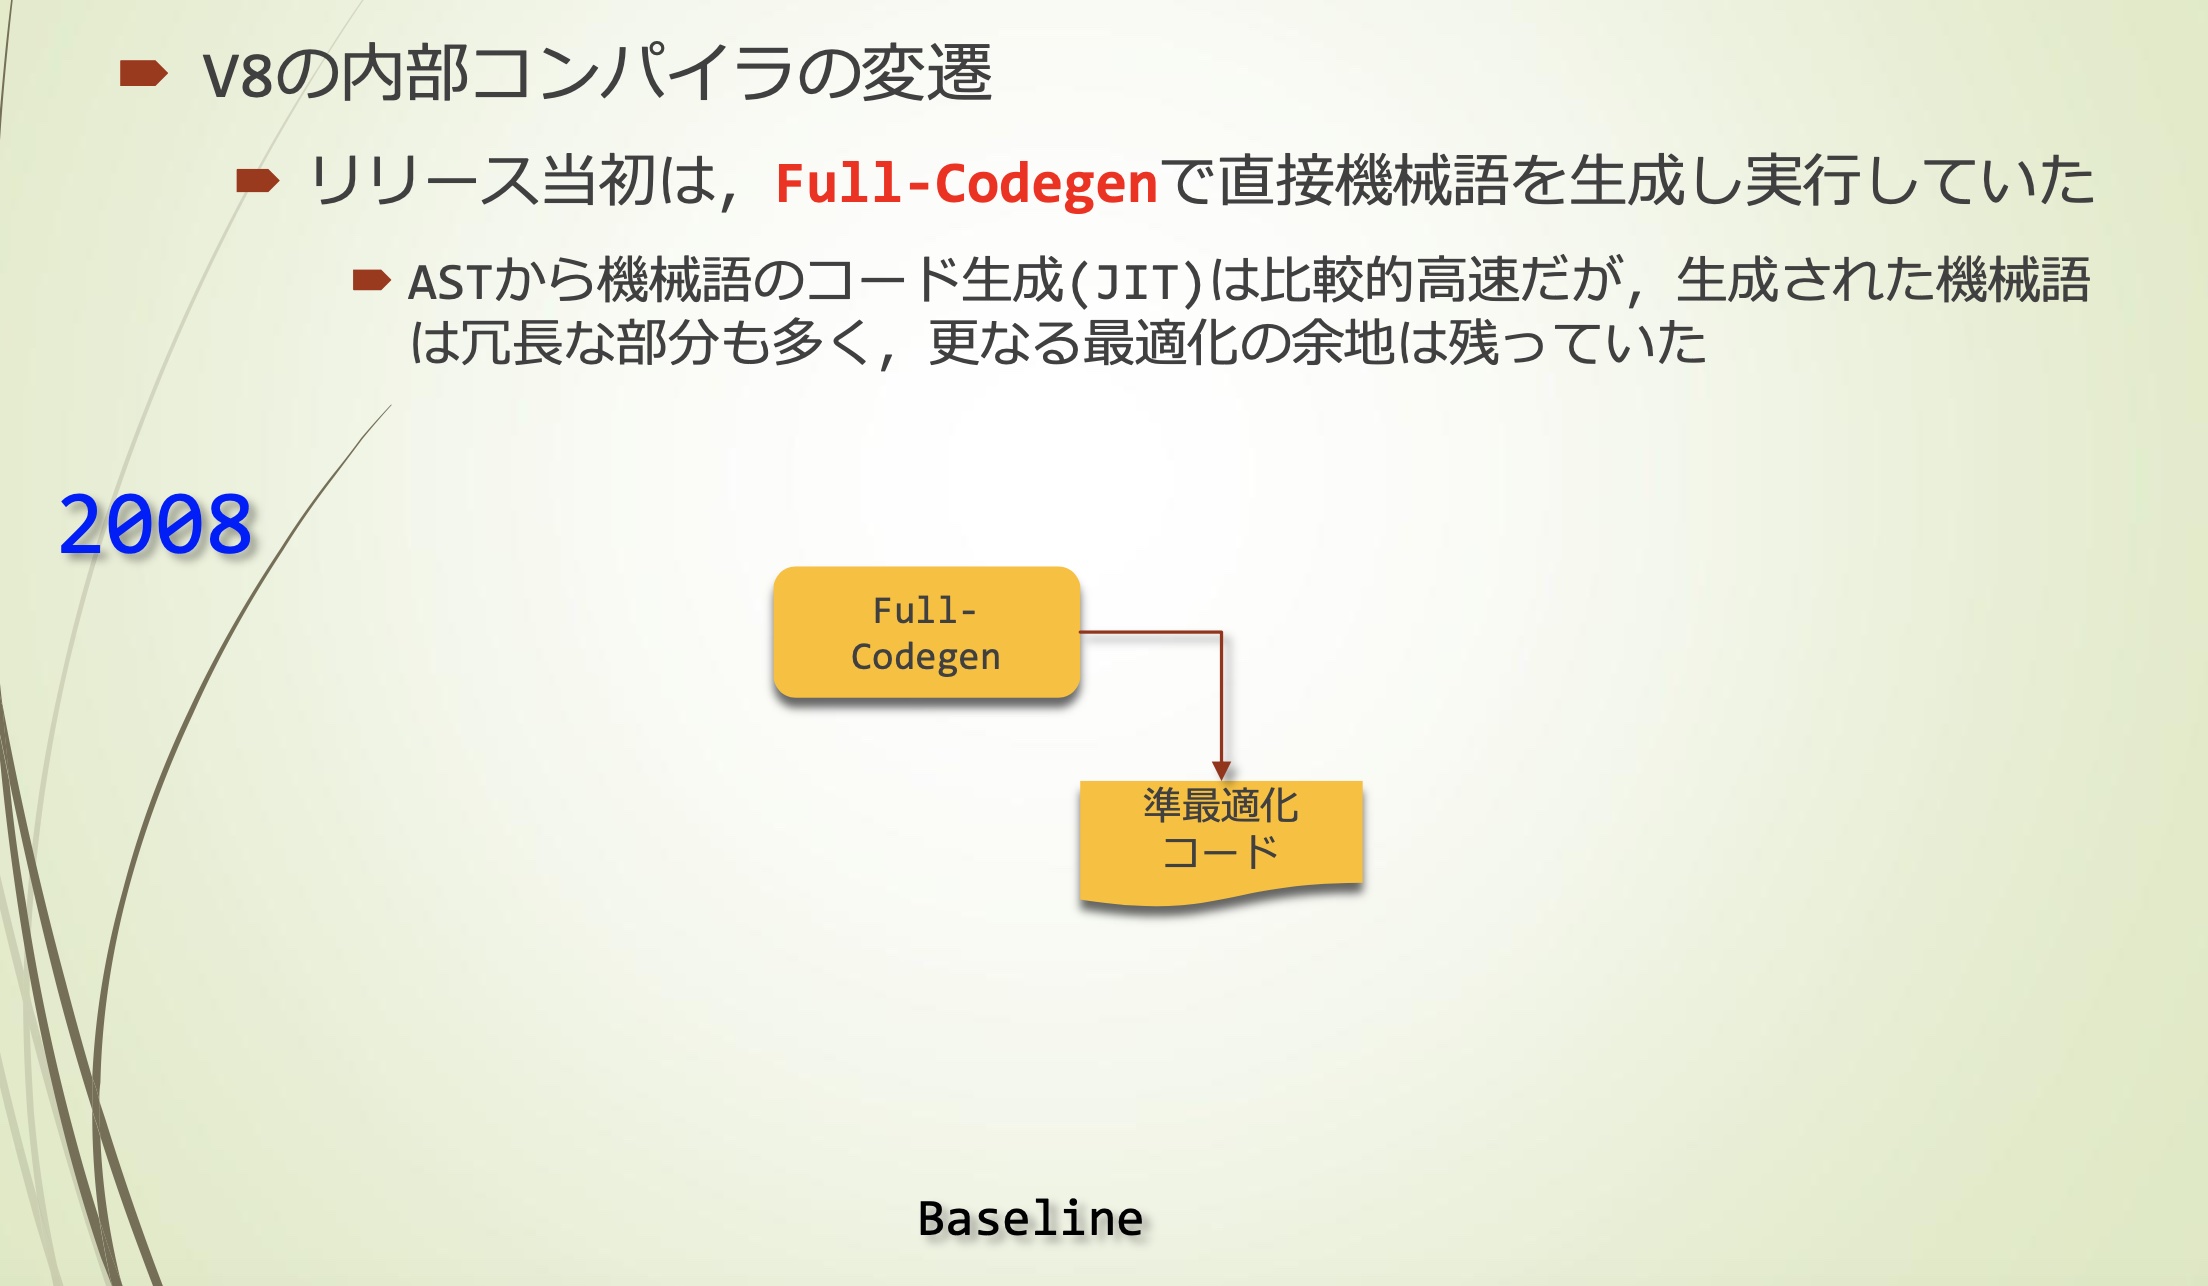 V8の内部コンパイラの変遷
リリース当初は，Full-Codegenで直接機械語を生成し実行していた
ASTから機械語のコード生成(JIT)は比較的高速だが，生成された機械語
は冗長な部分も多く，更なる最適化の余地は残っていた
2008
Full-
Codegen
準最適化
コード
Baseline